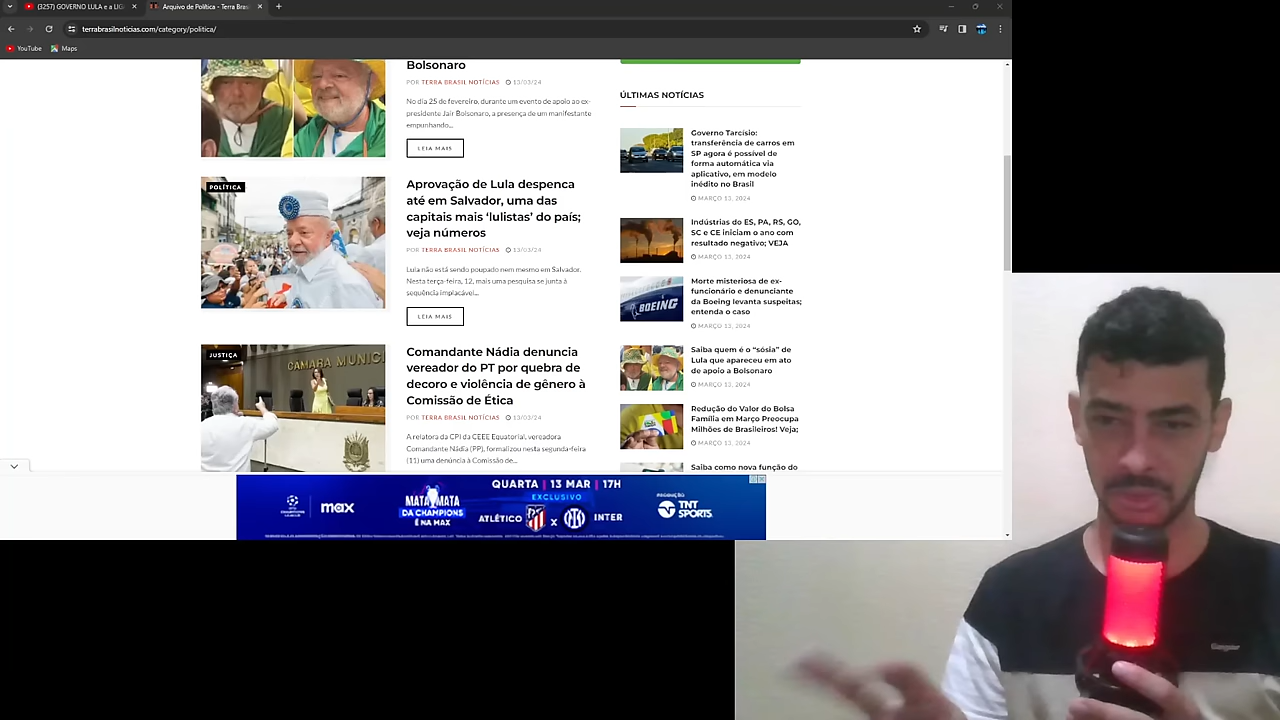 (3257) GOVERNO LULA e a LIG
Arquivo de Política - Terra Bras
terrabrasilnoticias.com/category/politica/
YouTube
Maps
Bolsonaro
POR TERRA BRASIL NOTÍCIAS 13/03/24
No dia 25 de fevereiro, durante um evento de apoio ao ex-
presidente Jair Bolsonaro, a presença de um manifestante
empunhando...
LEIA MAIS
POLÍTICA
Aprovação de Lula despenca
até em Salvador, uma das
capitais mais ‘lulistas’ do país;
veja números
POR TERRA BRASIL NOTÍCIAS 13/03/24
Lula não está sendo poupado nem mesmo em Salvador.
Nesta terça-feira, 12, mais uma pesquisa se junta à
sequência implacável...
LEIA MAIS
JUSTIÇA
CAMARA MUNIC
Comandante Nádia denuncia
vereador do PT por quebra de
decoro e violência de gênero à
Comissão de Ética
POR TERRA BRASIL NOTÍCIAS 13/03/24
A relatora da CPI da CEEE Equatorial, vereadora
Comandante Nádia (PP), formalizou nesta segunda-feira
(11) uma denúncia à Comissão de...
ÚLTIMAS NOTÍCIAS
Governo Tarcísio:
transferência de carros em
SP agora é possível de
forma automática via
aplicativo, em modelo
inédito no Brasil
MARÇO 13, 2024
Indústrias do ES, PA, RS, GO,
SC e CE iniciam o ano com
resultado negativo; VEJA
MARÇO 13, 2024
BOEING
Morte misteriosa de ex-
funcionário e denunciante
da Boeing levanta suspeitas;
entenda o caso
MARÇO 13, 2024
Saiba quem é o “sósia” de
Lula que apareceu em ato
de apoio a Bolsonaro
MARÇO 13, 2024
Redução do Valor do Bolsa
Família em Março Preocupa
Milhões de Brasileiros! Veja;
MARÇO 13, 2024
Saiba como nova função do
max
MATA MATA
DA CHAMPIONS
É NA MAX
QUARTA | 13 MAR | 17H
EXCLUSIVO
ATLÉTICO X INTER
TNT
SPORTS